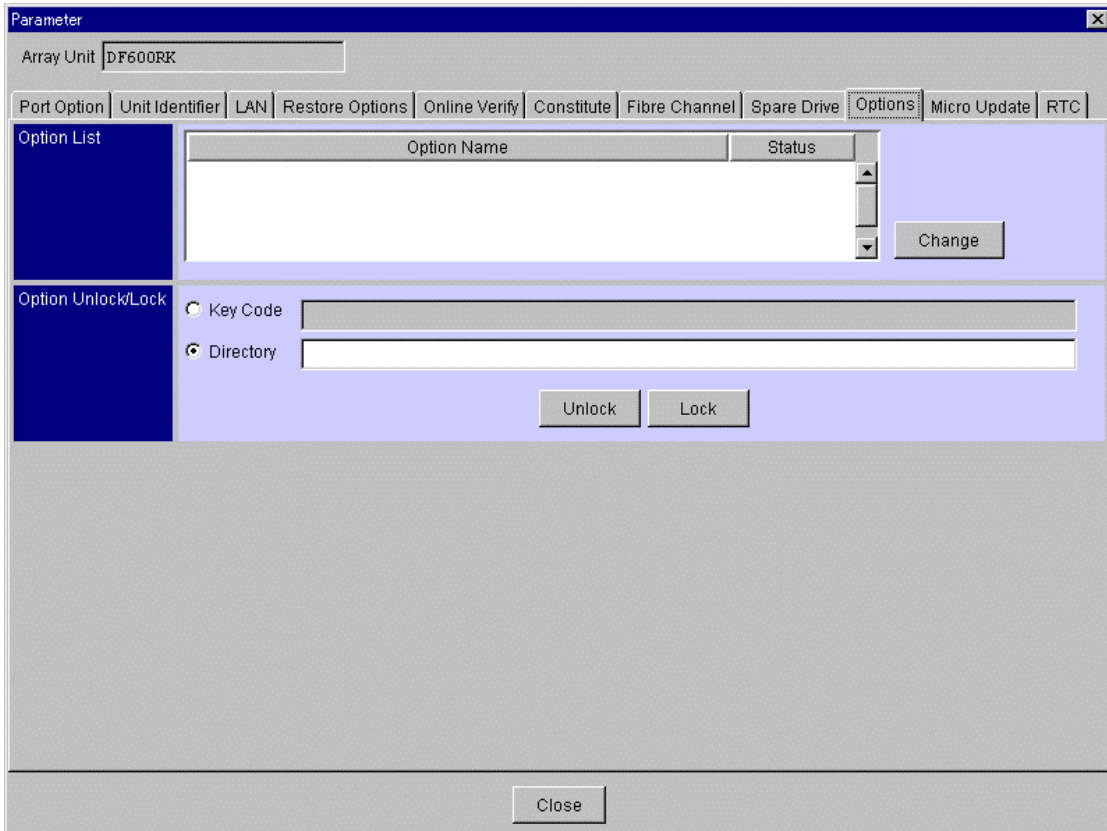 Parameter
Array Unit DF600RK
Port Option Unit Identifier LAN Restore Options Online Verify Constitute Fibre Channel Spare Drive Options Micro Update RTC
Option List
Option Name Status
Change
Option Unlock/Lock
Key Code
Directory
Unlock Lock
Close